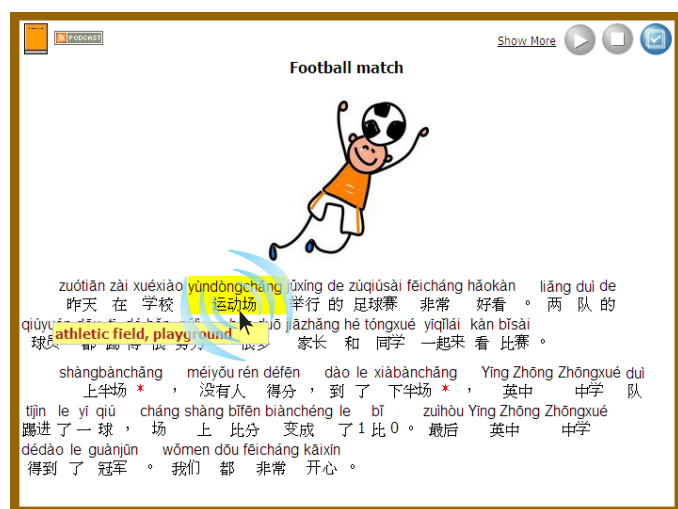 PODCAST
Show More
Football match
zuótiān zài xuéxiào yùndòngchǎng jǔxíng de zúqiúsài fēicháng hǎokàn liǎng duì de
昨天 在 学校 运动场 举行 的 足球赛 非常 好看 。 两 队 的
jiāzhǎng hé tóngxué yīqǐlái kàn bǐsài
athletic field, playground
球员 家长 和 同学 一起来 看 比赛 。
shàngbànchǎng méiyǒu rén défēn dào le xiàbànchǎng Yīng Zhōng Zhōngxué duì
上半场 * , 没有人 得分 , 到 了 下半场 * , 英中 中学 队
tījìn le yī qiú cháng shàng bǐfēn biànchéng le bǐ zuìhòu Yīng Zhōng Zhōngxué
踢进 了 一 球 , 场 上 比分 变成 了 1 比 0 。 最后 英中 中学
dédào le guànjūn wǒmen dōu fēicháng kāixīn
得到 了 冠军 。 我们 都 非常 开心 。